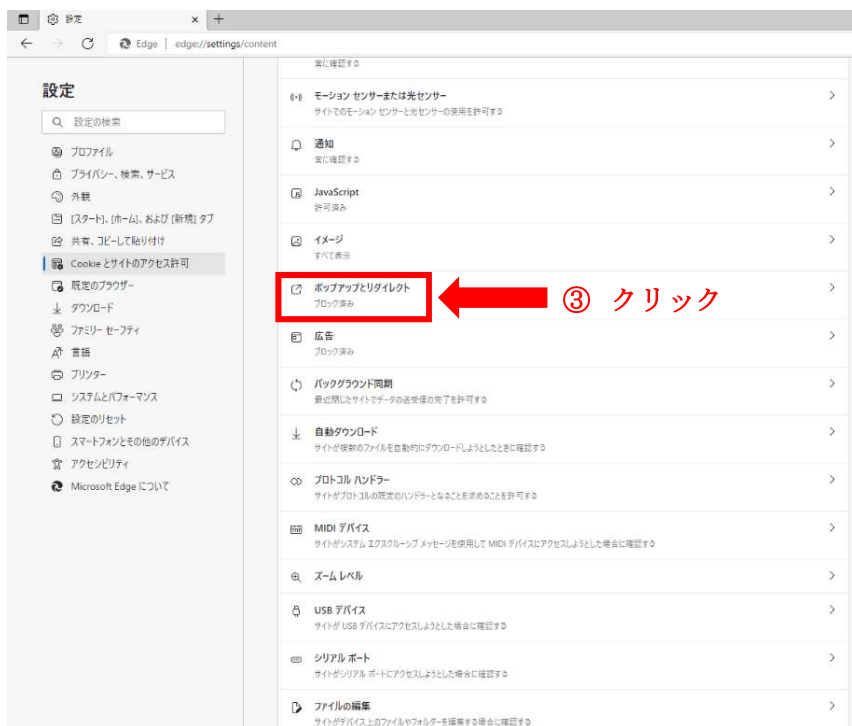 設定
Edge | edge://settings/content
設定
設定の検索
プロファイル
プライバシー、検索、サービス
外観
[スタート]、[ホーム]、および [新規] タブ
共有、コピーして貼り付け
Cookie とサイトのアクセス許可
既定のブラウザー
ダウンロード
ファミリー セーフティ
言語
プリンター
システムとパフォーマンス
設定のリセット
スマートフォンとその他のデバイス
アクセシビリティ
Microsoft Edge について
常に確認する
モーション センサーまたは光センサー
サイトでのモーション センサーと光センサーの使用を許可する
通知
常に確認する
JavaScript
許可済み
イメージ
すべて表示
ポップアップとリダイレクト
ブロック済み
③ クリック
広告
ブロック済み
バックグラウンド同期
最近閉じたサイトでデータの送受信の完了を許可する
自動ダウンロード
サイトが複数のファイルを自動的にダウンロードしようとしたときに確認する
プロトコル ハンドラー
サイトがプロトコルの既定のハンドラーとなることを求めることを許可する
MIDI デバイス
サイトがシステム エクスクルーシブ メッセージを使用して MIDI デバイスにアクセスしようとした場合に確認する
ズーム レベル
USB デバイス
サイトが USB デバイスにアクセスしようとした場合に確認する
シリアル ポート
サイトがシリアル ポートにアクセスしようとした場合に確認する
ファイルの編集
サイトがデバイス上のファイルやフォルダーを編集する場合に確認する